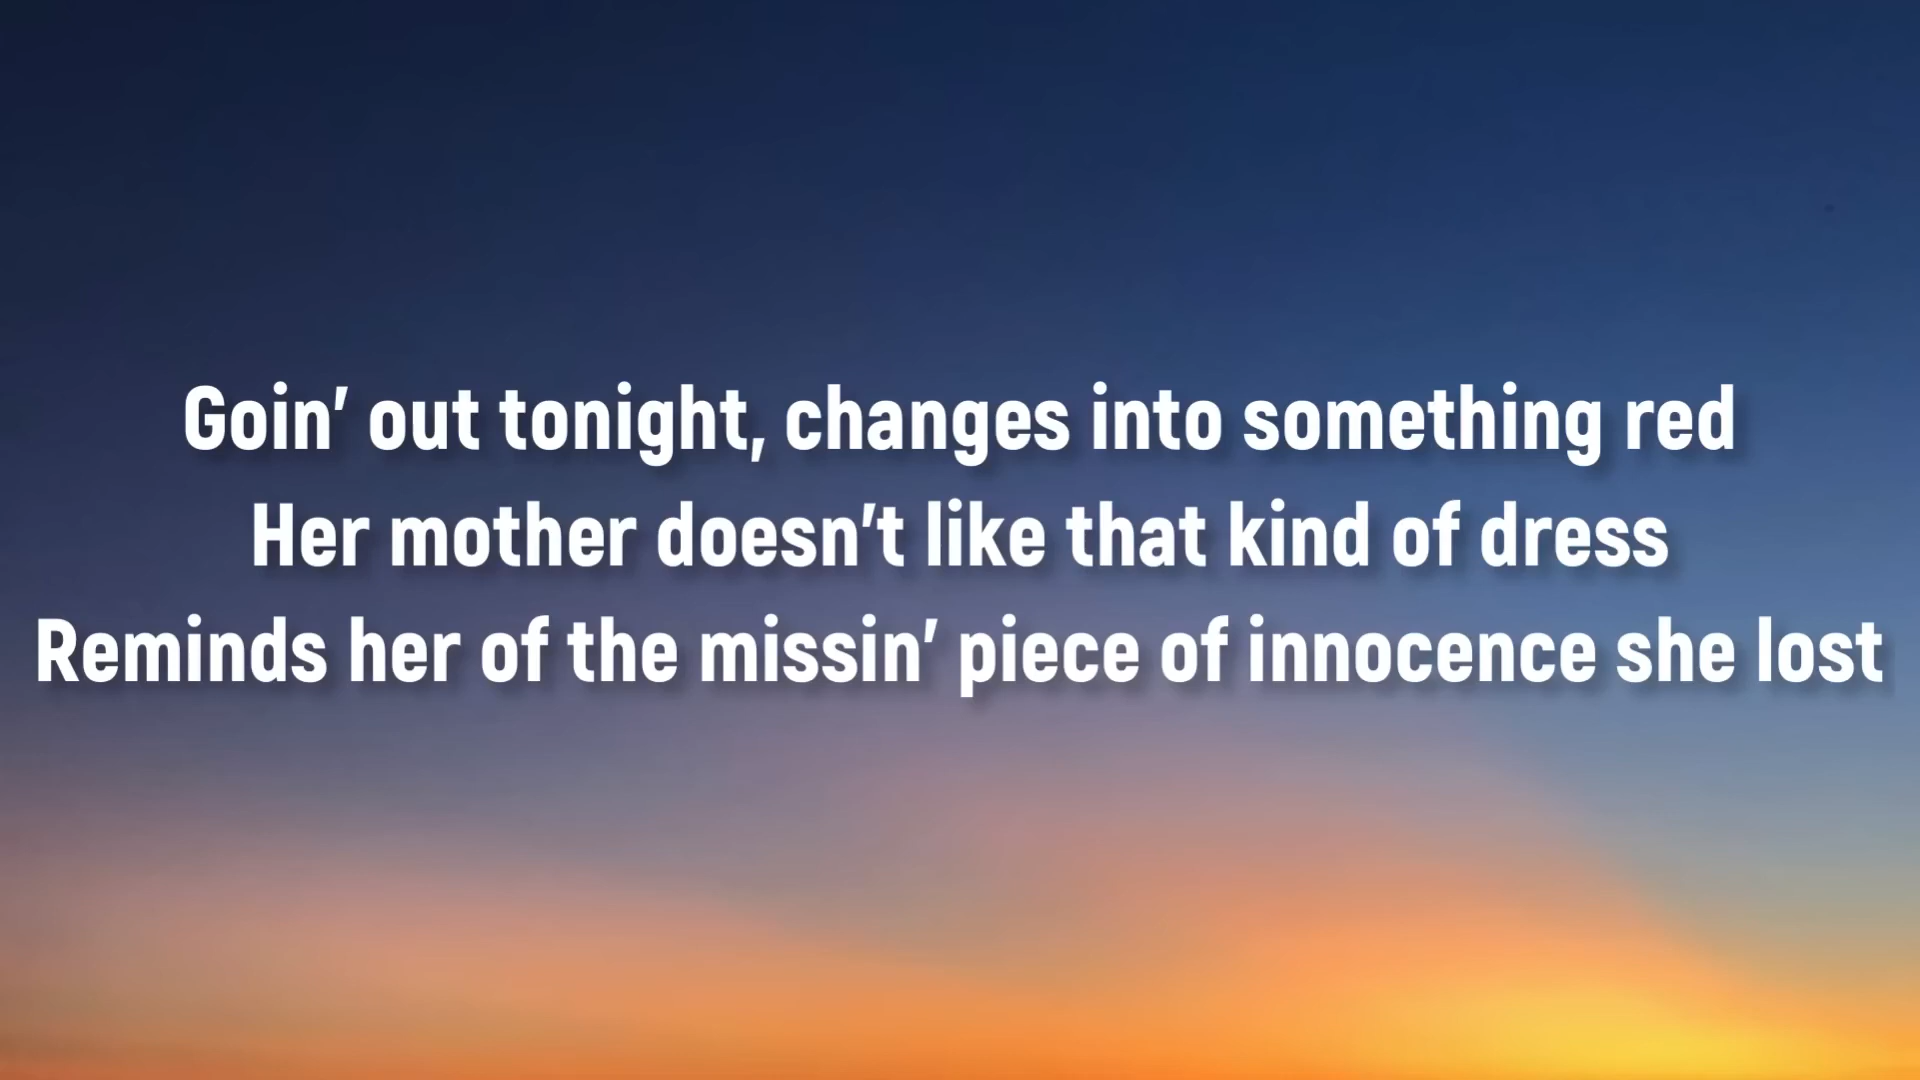 Goin' out tonight, changes into something red
Her mother doesn't like that kind of dress
Reminds her of the missin' piece of innocence she lost